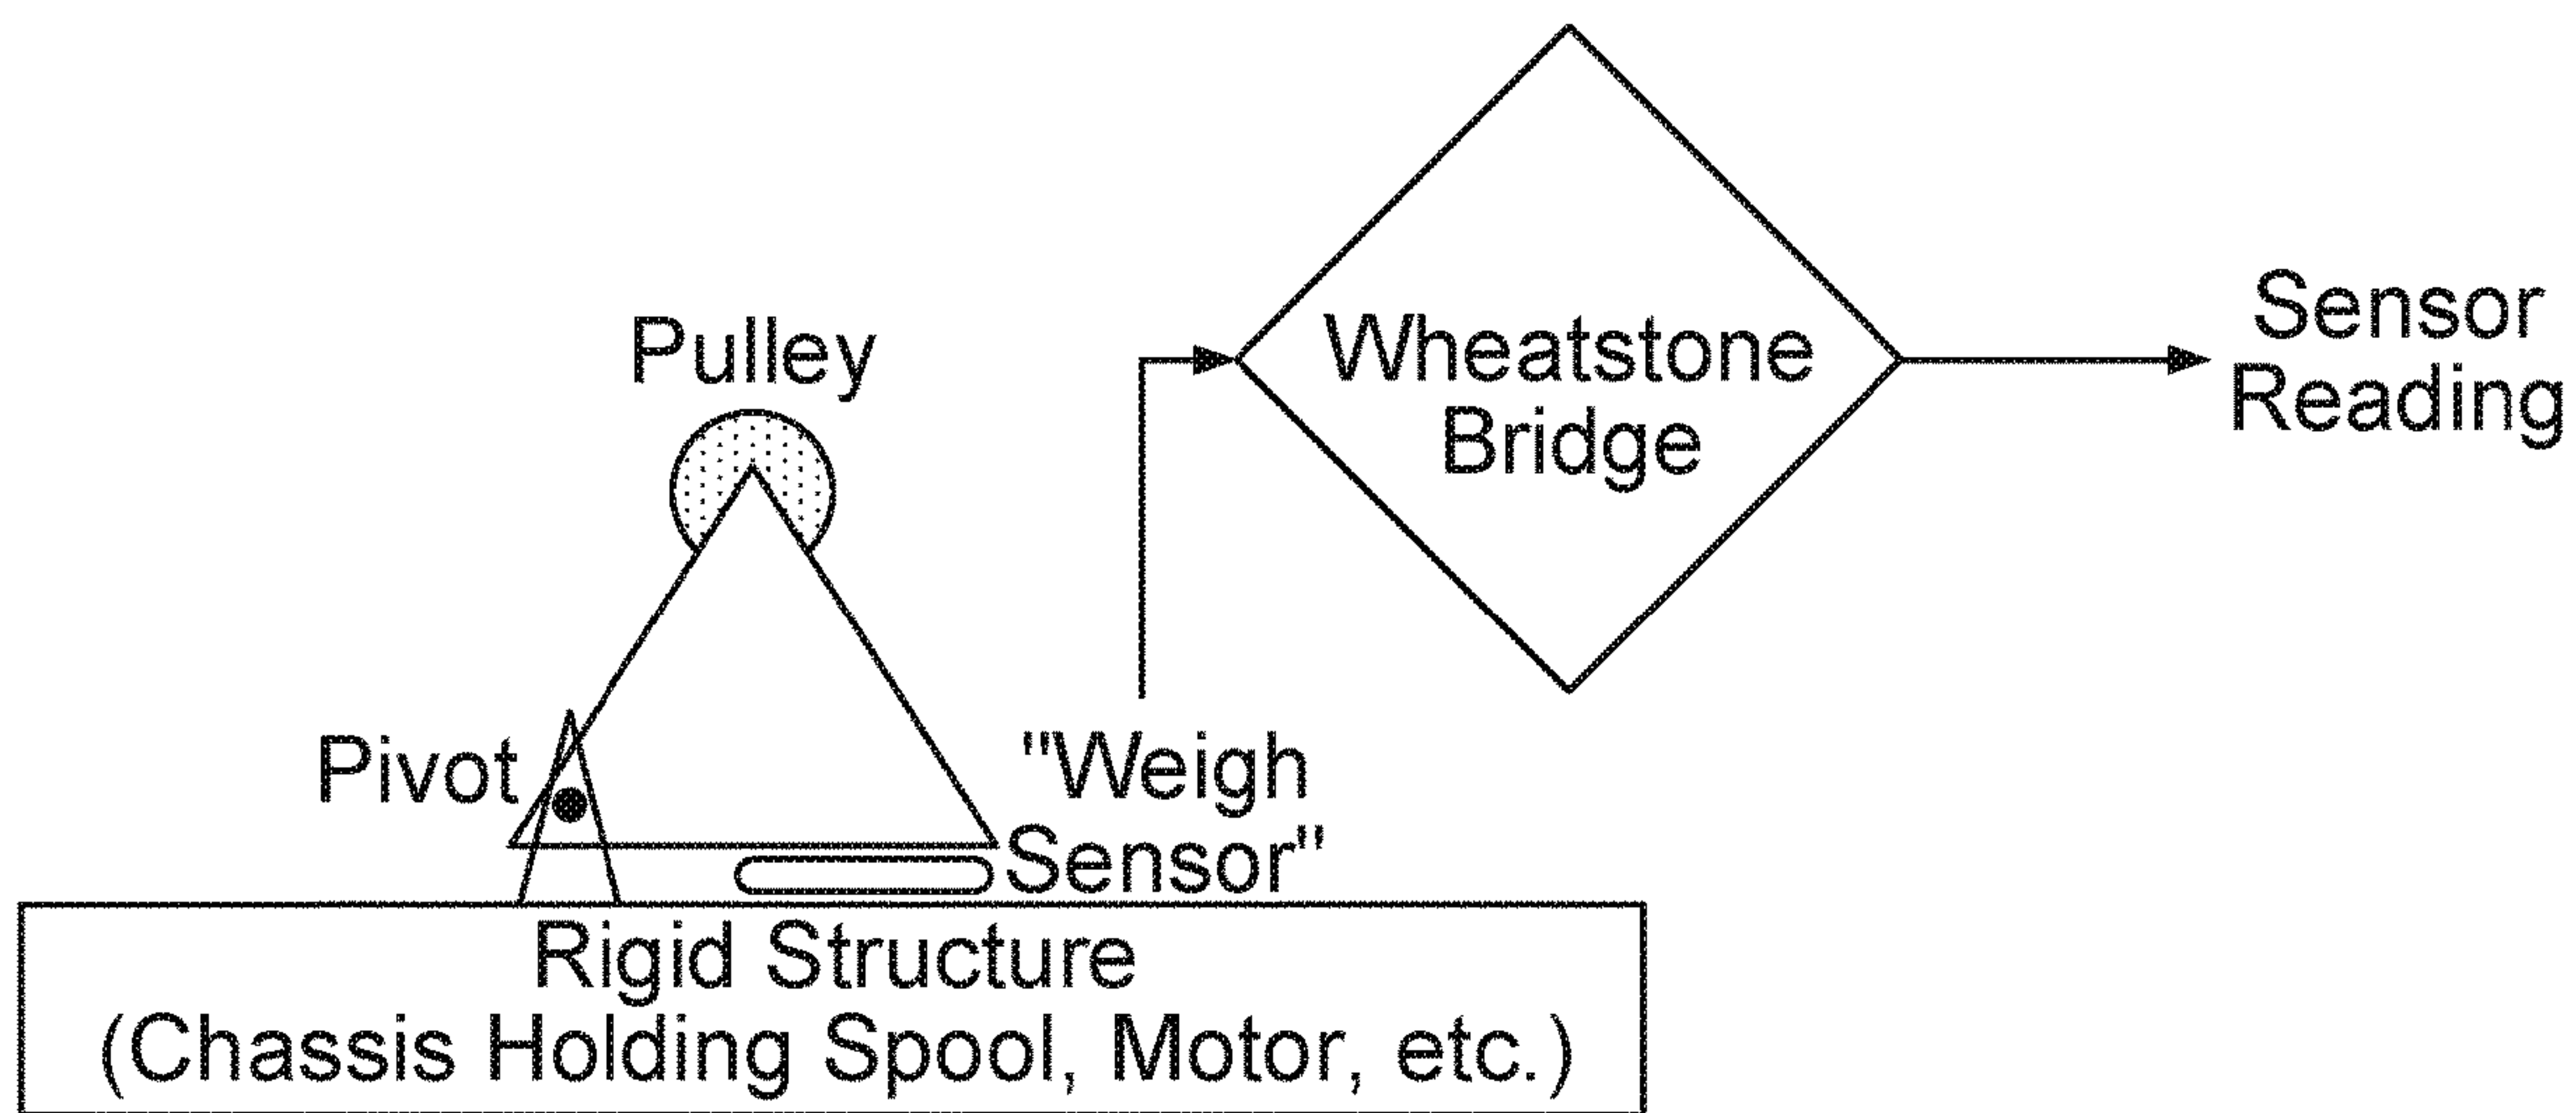 Pulley
Pivot
"Weigh
Sensor"
Wheatstone
Bridge
Sensor
Reading
Rigid Structure
(Chassis Holding Spool, Motor, etc.)